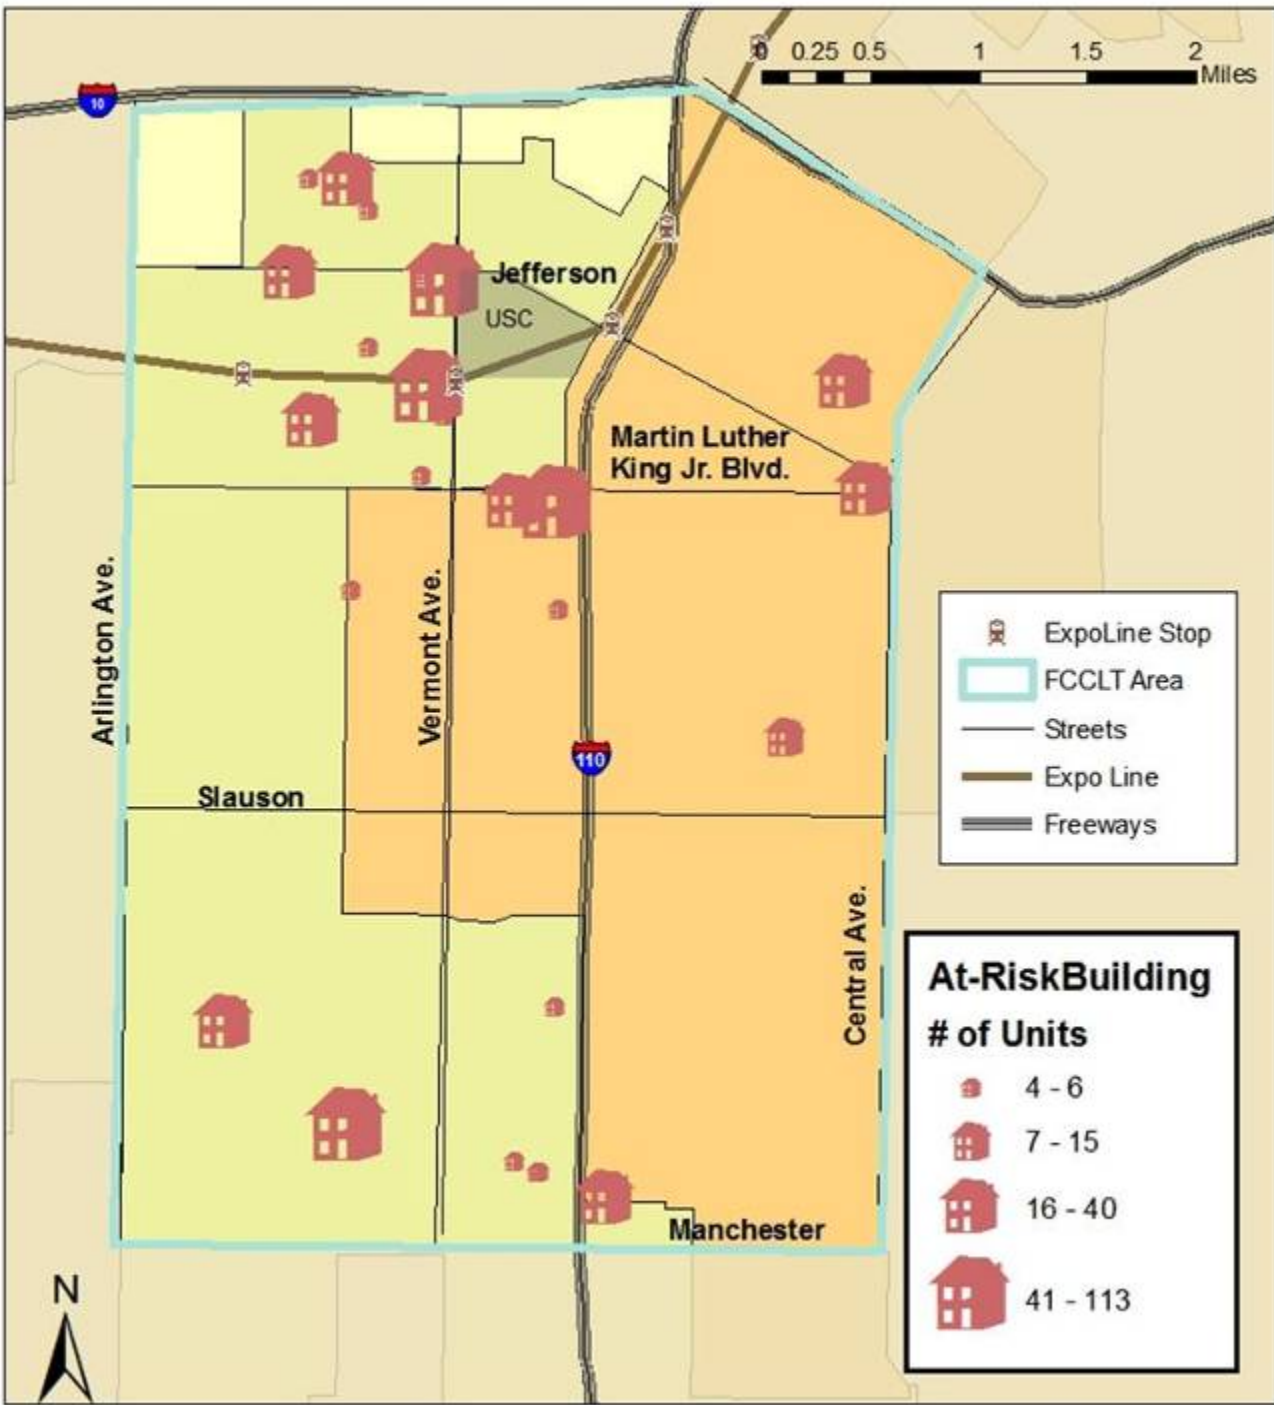 0 0.25 0.5 1 1.5 2
Miles
10
Jefferson
USC
Martin Luther
King Jr. Blvd.
Arlington Ave.
Vermont Ave.
110
Slauson
Central Ave.
Manchester
N
ExpoLine Stop
FCCLT Area
Streets
Expo Line
Freeways
At-RiskBuilding
# of Units
4 - 6
7 - 15
16 - 40
41 - 113